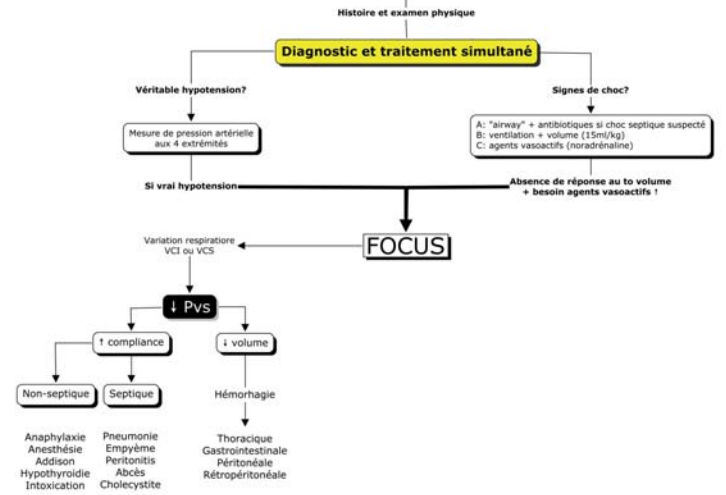 Histoire et examen physique
Diagnostic et traitement simultané
Véritable hypotension?
Signes de choc?
Mesure de pression artérielle
aux 4 extrémités
A: "airway" + antibiotiques si choc septique suspecté
B: ventilation + volume (15ml/kg)
C: agents vasoactifs (noradrénaline)
Si vrai hypotension
Absence de réponse au to volume
+ besoin agents vasoactifs ↑
FOCUS
Variation respiratiore
VCI ou VCS
↓ Pvs
↑ compliance
↓ volume
Non-septique
Septique
Hémorhagie
Anaphylaxie
Anesthésie
Addison
Hypothyroidie
Intoxication
Pneumonie
Empyème
Peritonitis
Abcès
Cholecystite
Thoracique
Gastrointestinale
Péritonéale
Rétropéritonéale